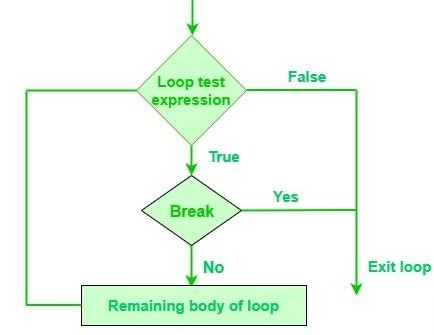 Loop test
expression
False
True
Break
Yes
No
Exit loop
Remaining body of loop